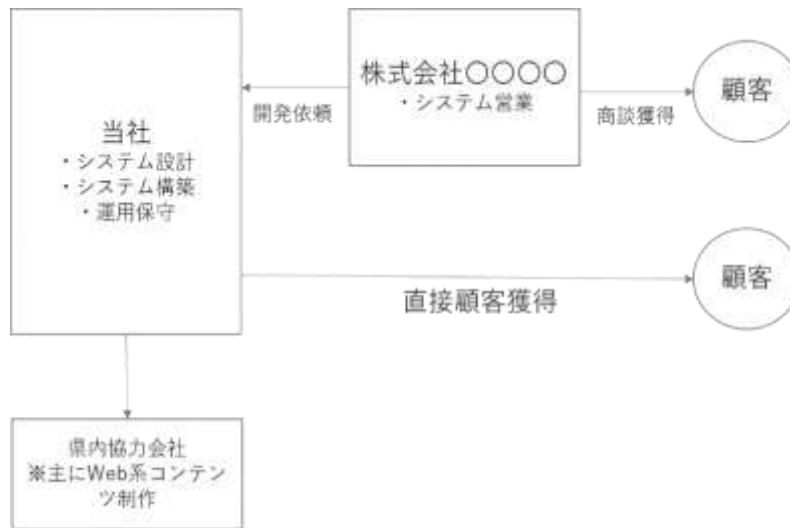 株式会社〇〇〇〇
・システム営業
顧客
開発依頼
商談獲得
当社
・システム設計
・システム構築
・運用保守
顧客
直接顧客獲得
県内協力会社
※主にWeb系コンテン
ツ制作